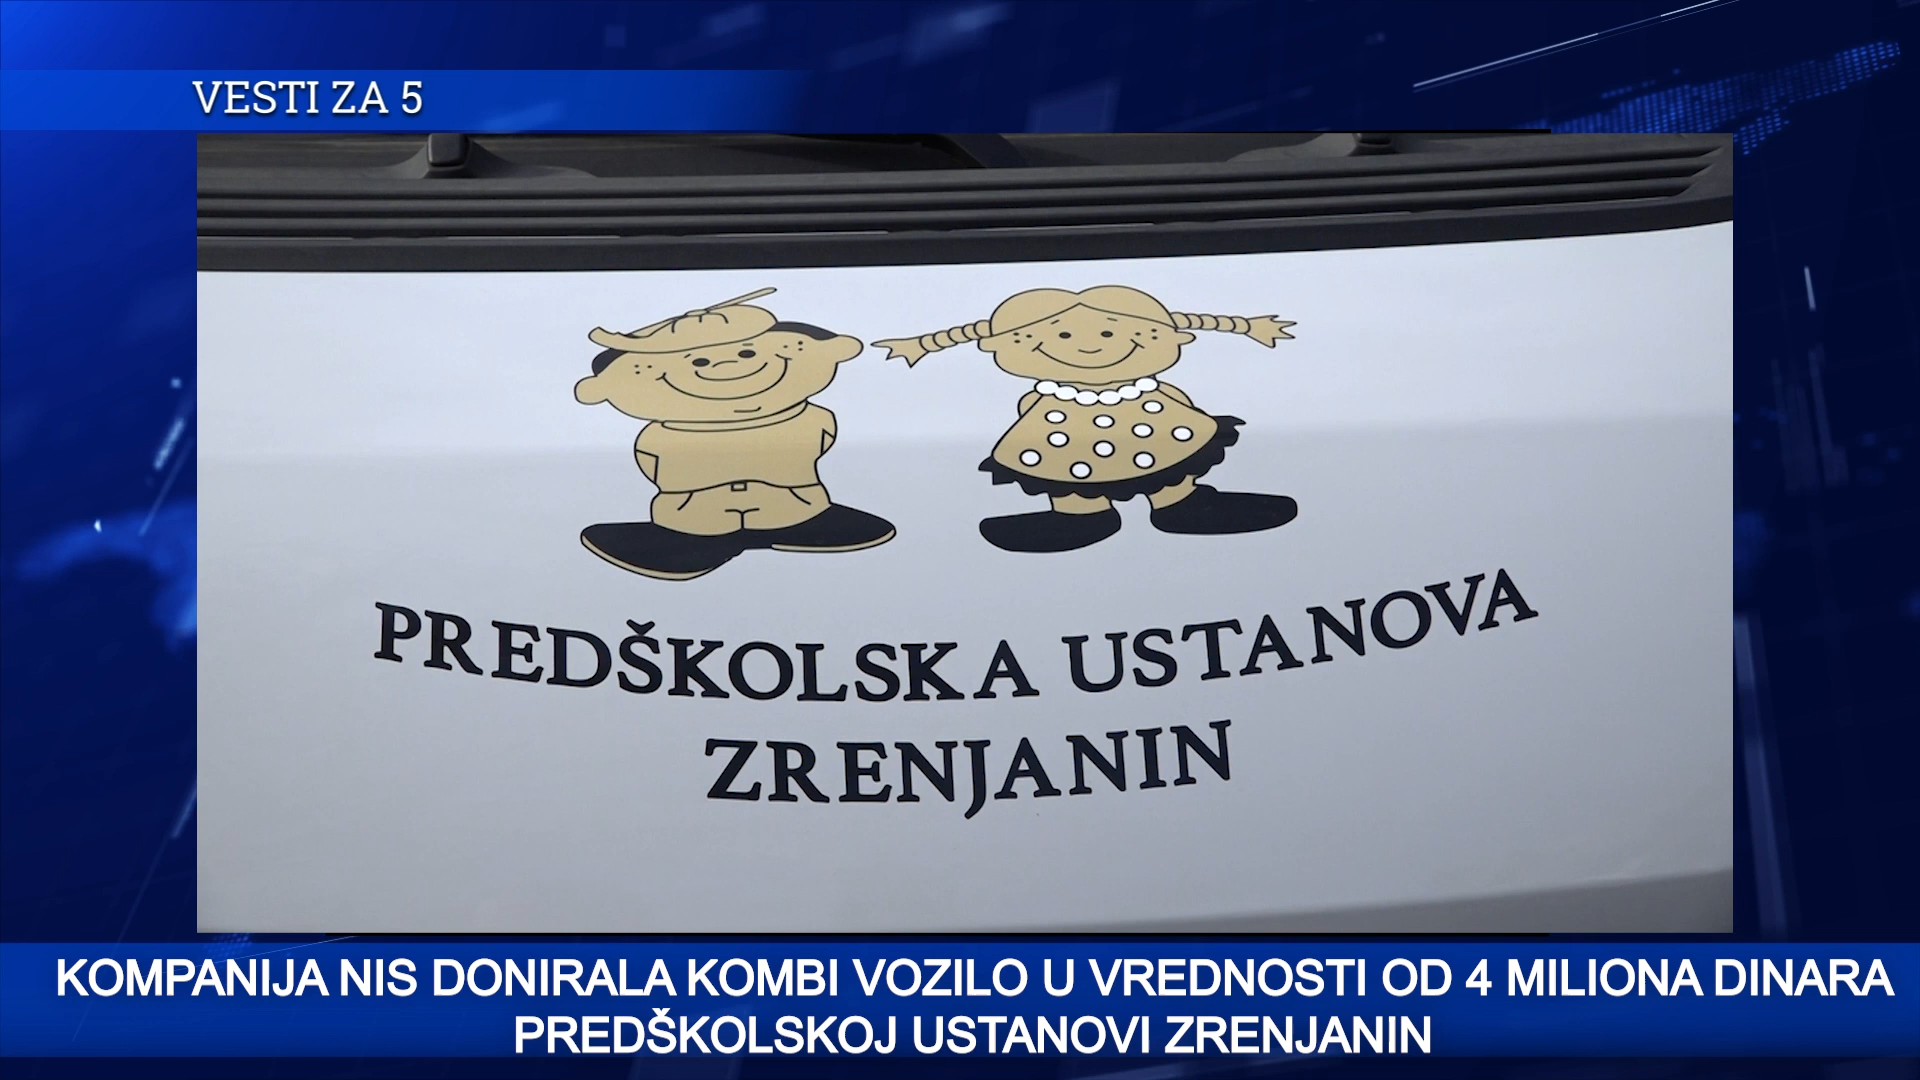 VESTI ZA 5
PREDŠKOLSKA USTANOVA
ZRENJANIN
KOMPANIJA NIS DONIRALA KOMBI VOZILO U VREDNOSTI OD 4 MILIONA DINARA
PREDŠKOLSKOJ USTANOVI ZRENJANIN